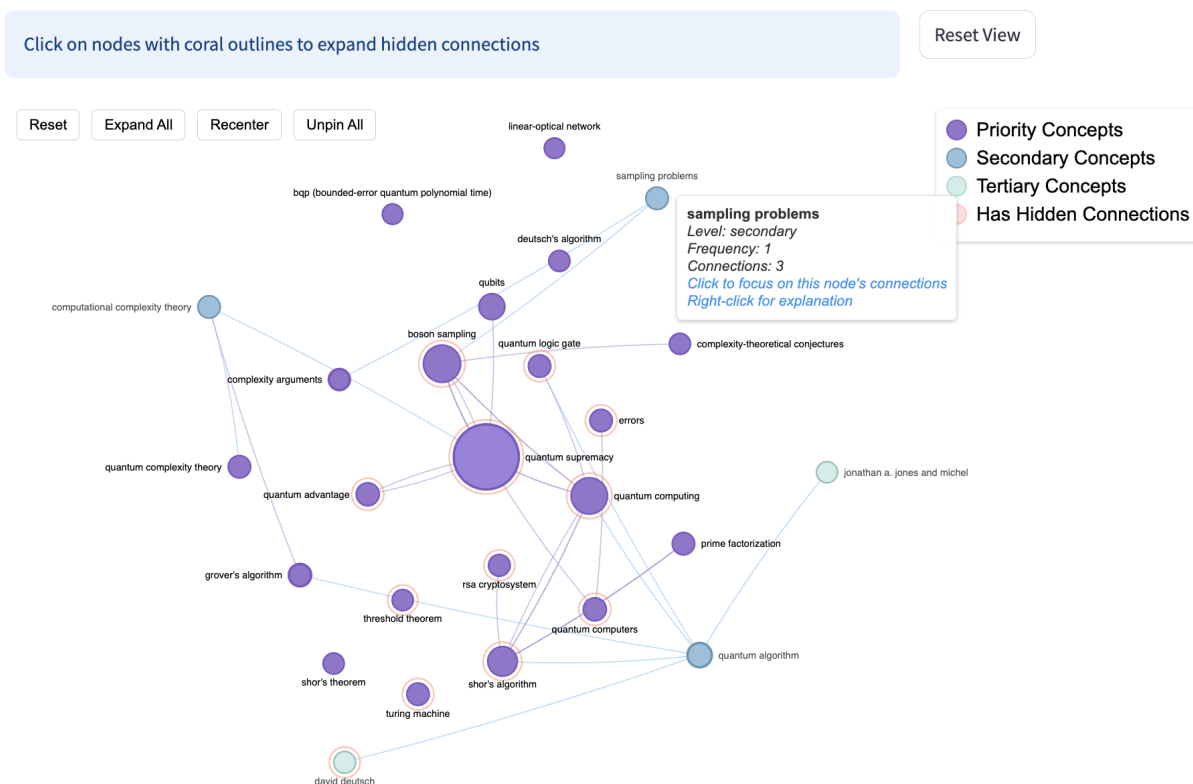 Click on nodes with coral outlines to expand hidden connections
Reset View
Reset
Expand All
Recenter
Unpin All
Priority Concepts
Secondary Concepts
Tertiary Concepts
Has Hidden Connections
linear-optical network
sampling problems
bqp (bounded-error quantum polynomial time)
sampling problems
Level: secondary
Frequency: 1
Connections: 3
Click to focus on this node's connections
Right-click for explanation
deutsch's algorithm
qubits
computational complexity theory
boson sampling
quantum logic gate
complexity-theoretical conjectures
complexity arguments
errors
quantum supremacy
quantum complexity theory
jonathan a. jones and michel
quantum advantage
quantum computing
prime factorization
grover's algorithm
rsa cryptosystem
threshold theorem
quantum computers
quantum algorithm
shor's theorem
shor's algorithm
turing machine
david deutsch